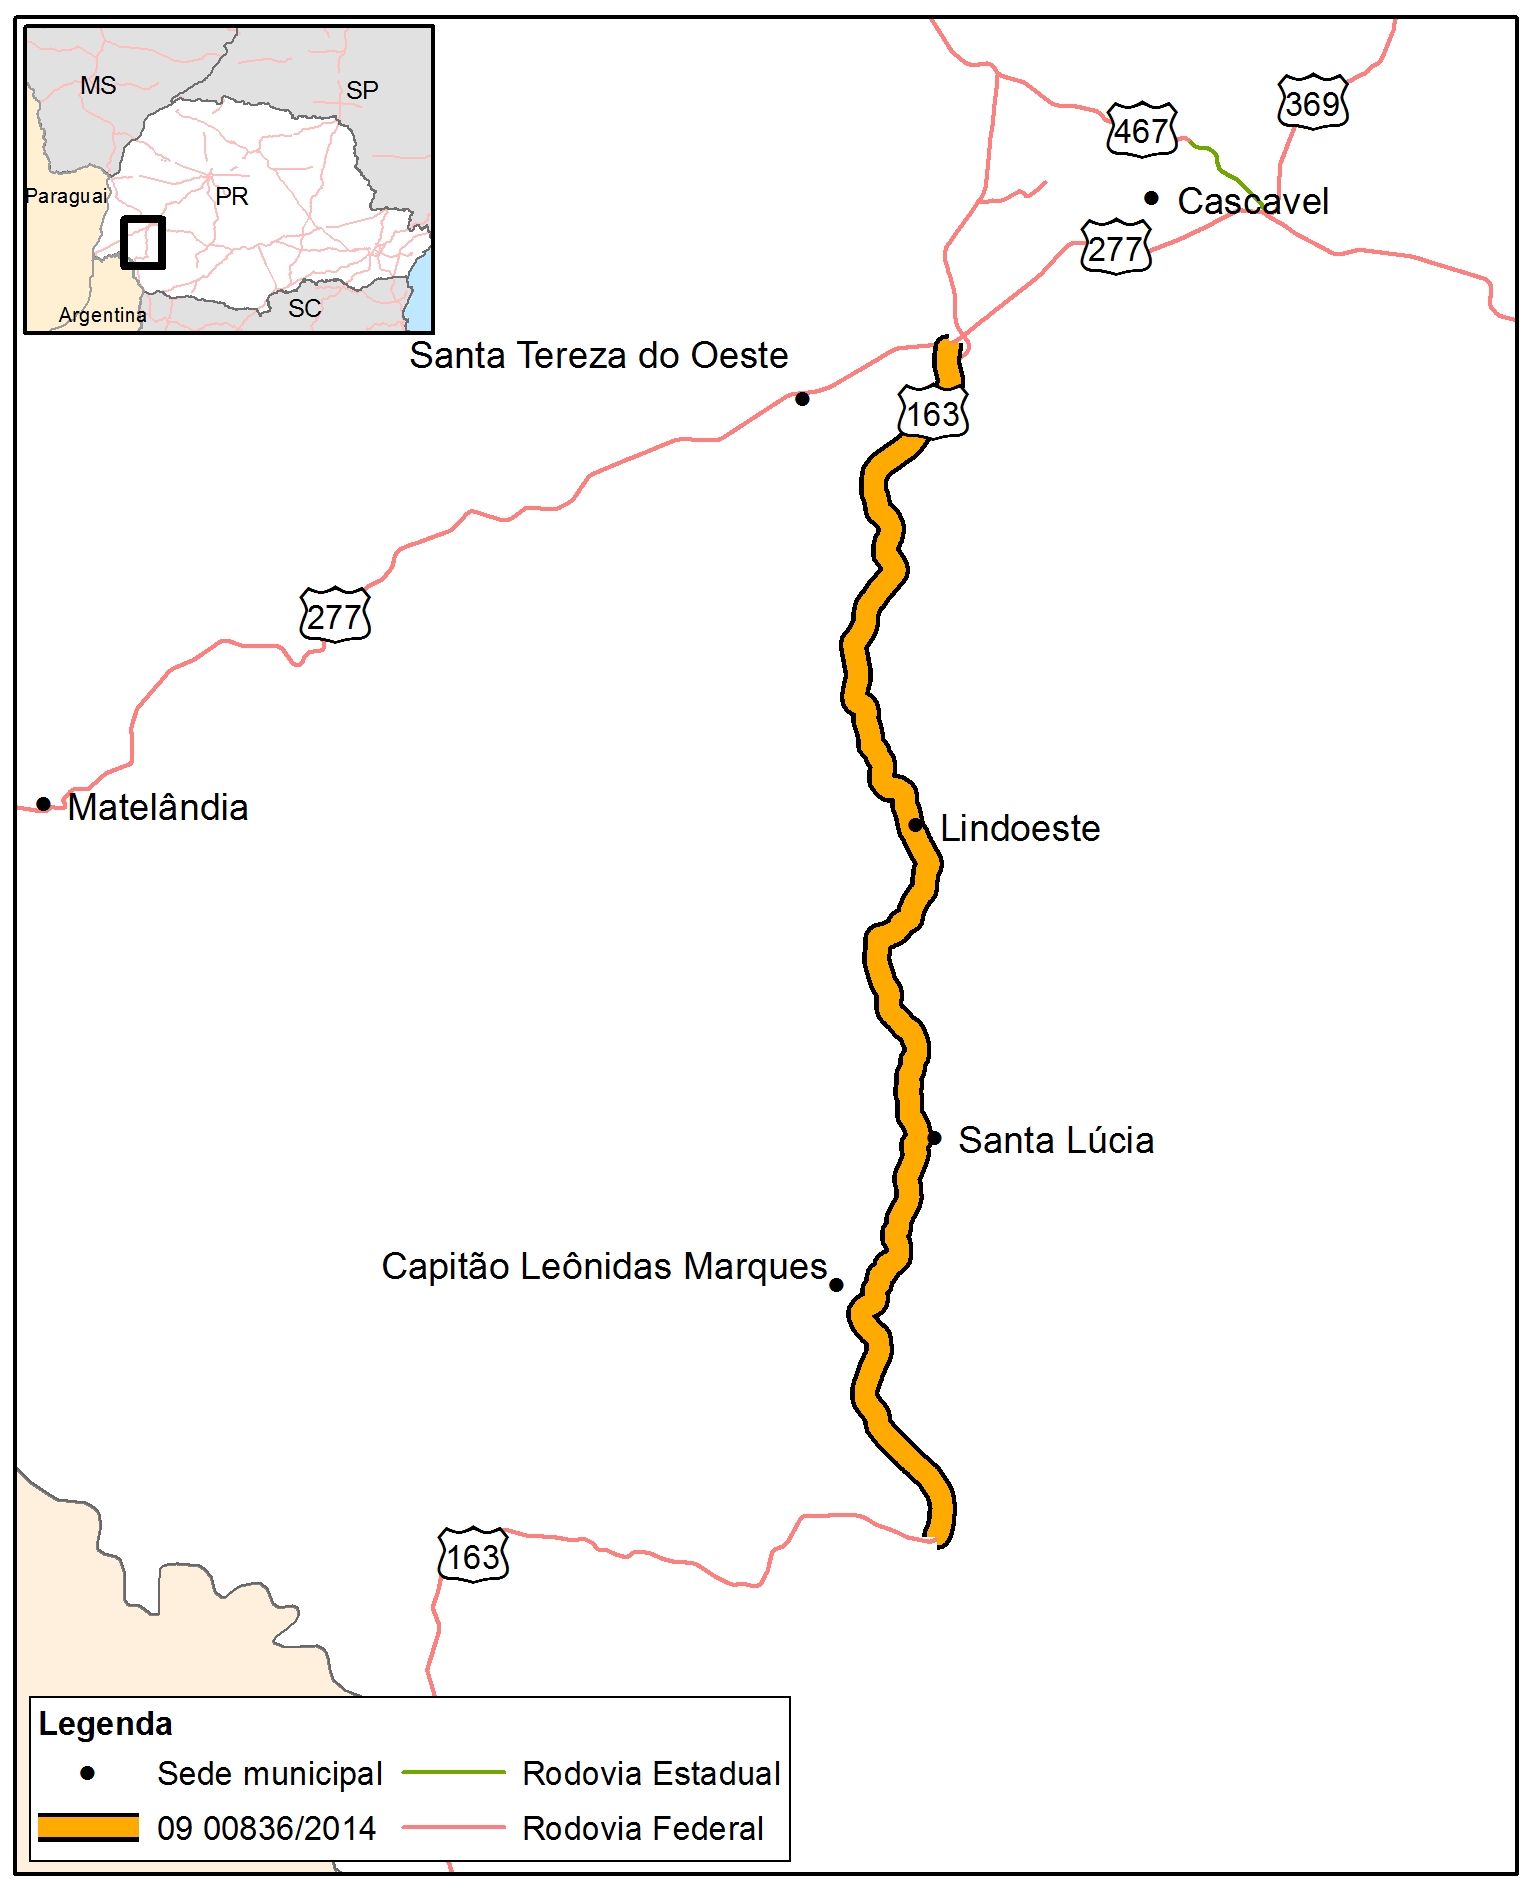 MS
SP
Paraguai
PR
Argentina
SC
369
467
Cascavel
277
Santa Tereza do Oeste
163
277
Matelândia
Lindoeste
Santa Lúcia
Capitão Leônidas Marques
163
Legenda
Sede municipal
Rodovia Estadual
09 00836/2014
Rodovia Federal